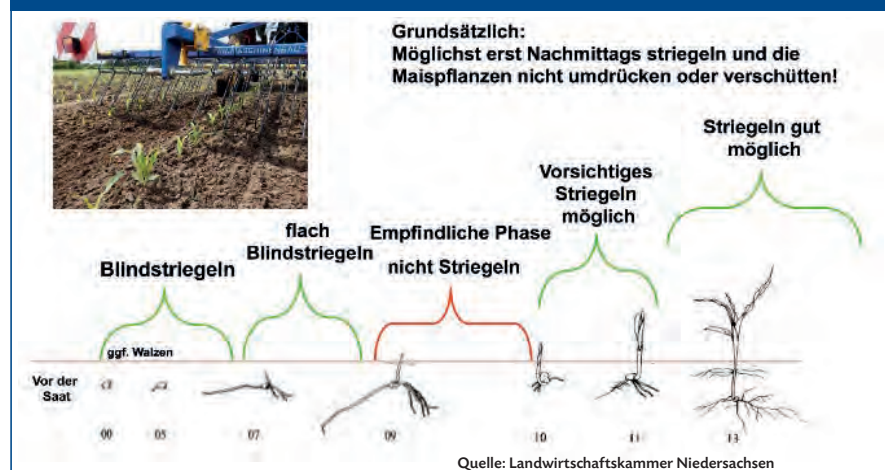 Grundsätzlich:
Möglichst erst Nachmittags striegeln und die
Maispflanzen nicht umdrücken oder verschütten!
Striegeln gut
möglich
Vorsichtiges
Striegeln
möglich
flach
Blindstriegeln
Empfindliche Phase
nicht Striegeln
Blindstriegeln
ggf. Walzen
Vor der
Saat
00 05 07 09 10 11 13
Quelle: Landwirtschaftskammer Niedersachsen